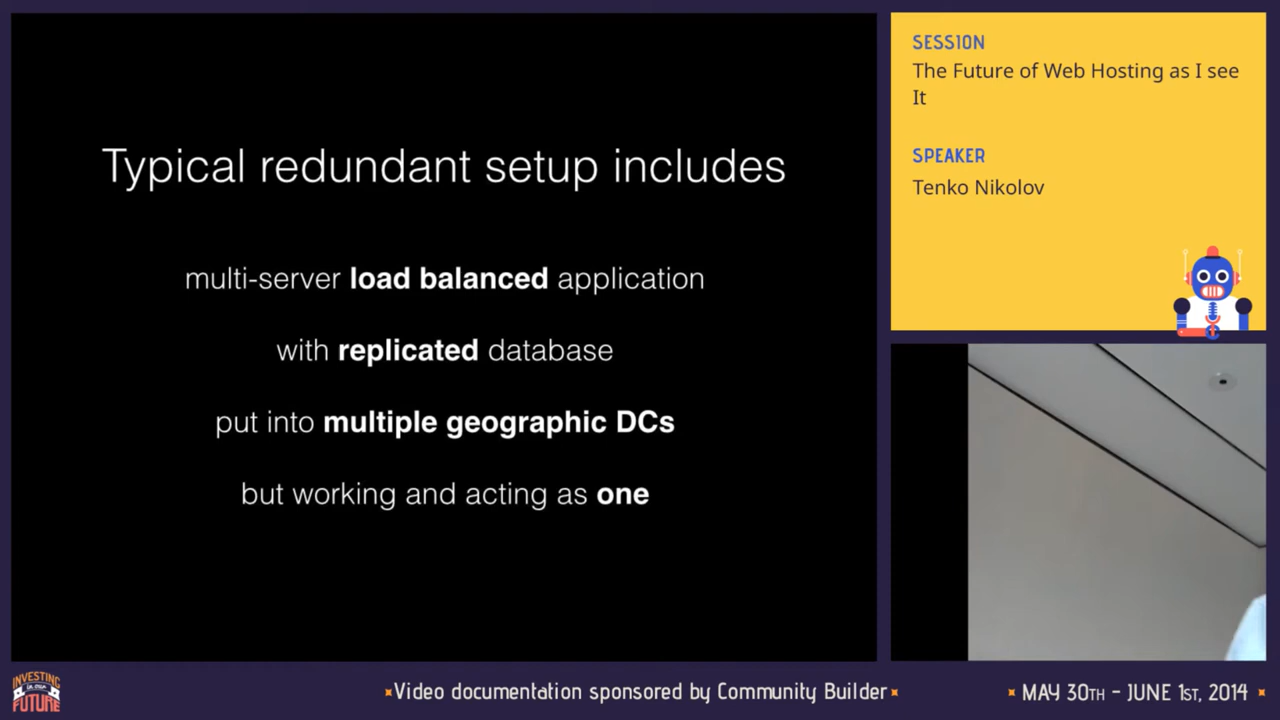 Typical redundant setup includes
multi-server load balanced application
with replicated database
put into multiple geographic DCs
but working and acting as one
SESSION
The Future of Web Hosting as I see
It
SPEAKER
Tenko Nikolov
INVESTING
IN OUR
FUTURE
Video documentation sponsored by Community Builder
MAY 30TH - JUNE 1ST, 2014